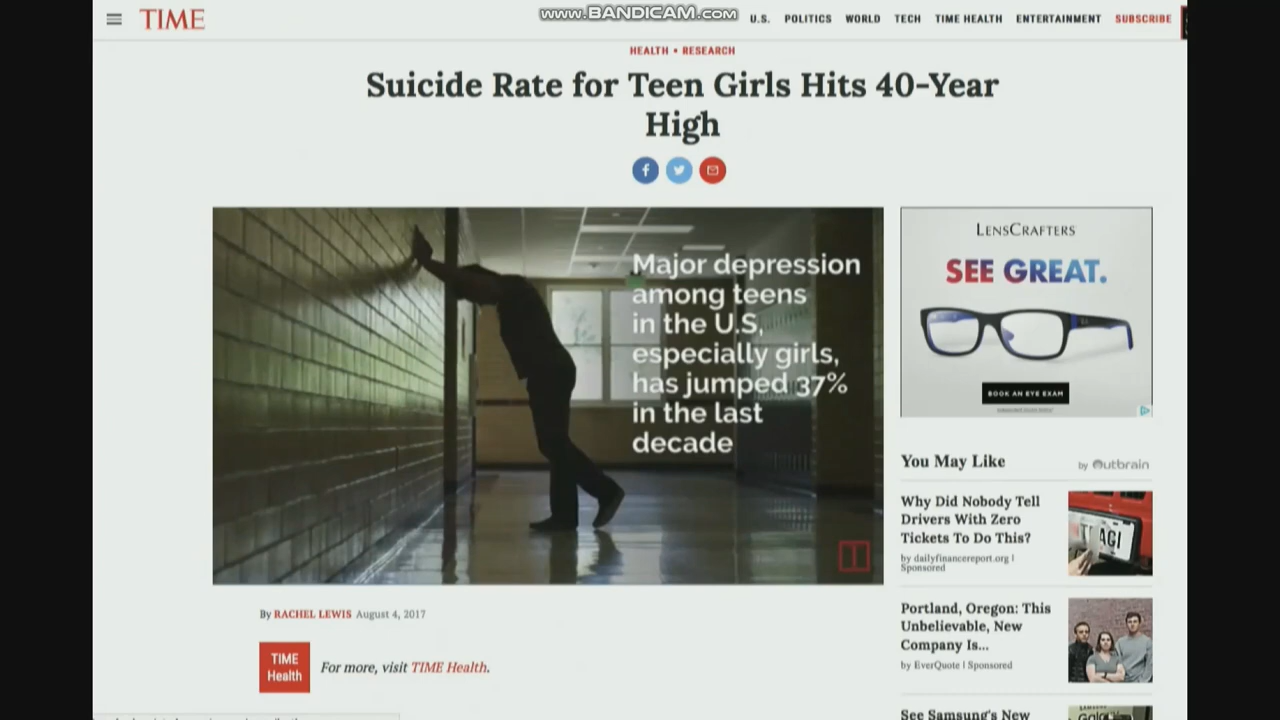 www.BANDICAM.com
TIME
U.S. POLITICS WORLD TECH TIME HEALTH ENTERTAINMENT SUBSCRIBE
HEALTH • RESEARCH
Suicide Rate for Teen Girls Hits 40-Year
High
Major depression
among teens
in the U.S,
especially girls,
has jumped 37%
in the last
decade
LENSCRAFTERS
SEE GREAT.
BOOK AN EYE EXAM
You May Like
by Outbrain
Why Did Nobody Tell
Drivers With Zero
Tickets To Do This?
by dailyfinancereport.org |
Sponsored
Portland, Oregon: This
Unbelievable, New
Company Is...
by EverQuote | Sponsored
See Samsung's New
By RACHEL LEWIS August 4, 2017
TIME
Health
For more, visit TIME Health.